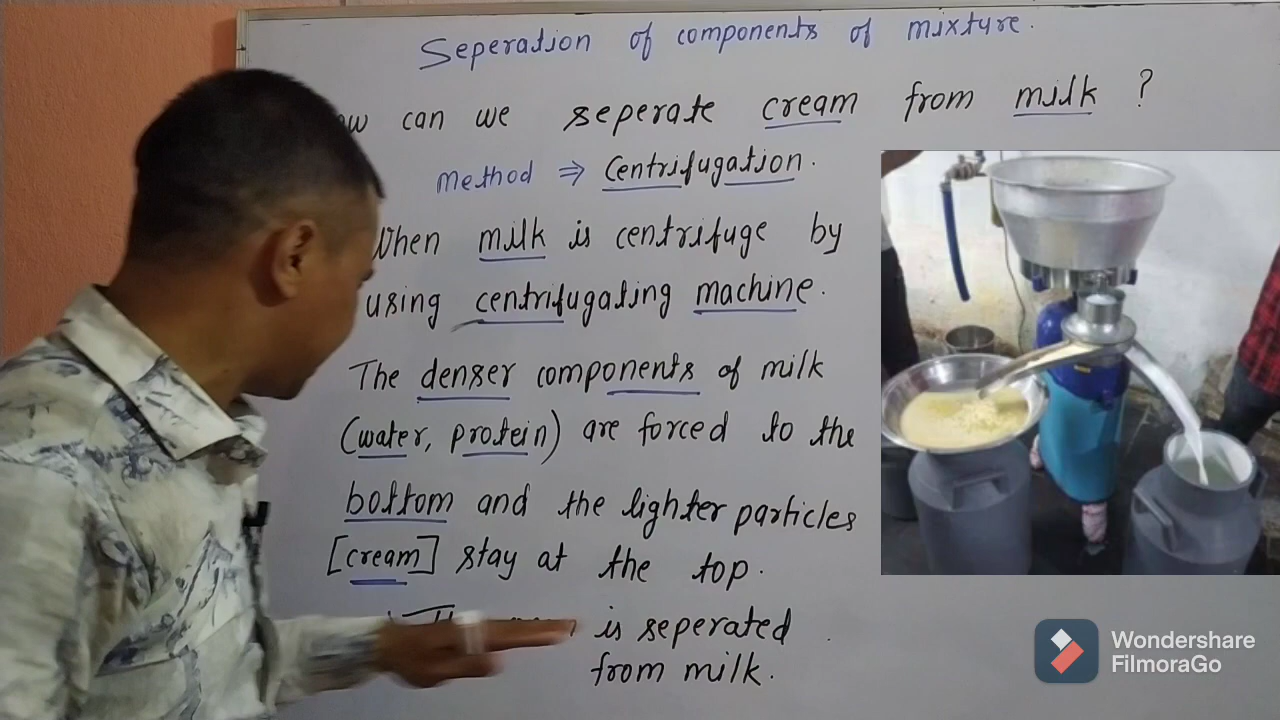 Seperation of components of mixture.
can we seperate cream from milk ?
Method ⇒ Centrifugation.
When milk is centrifuge by
using centrifugating machine.
The denser components of milk
(water, protein) are forced to the
bottom and the lighter particles
[cream] stay at the top.
is seperated
from milk.
Wondershare
FilmoraGo